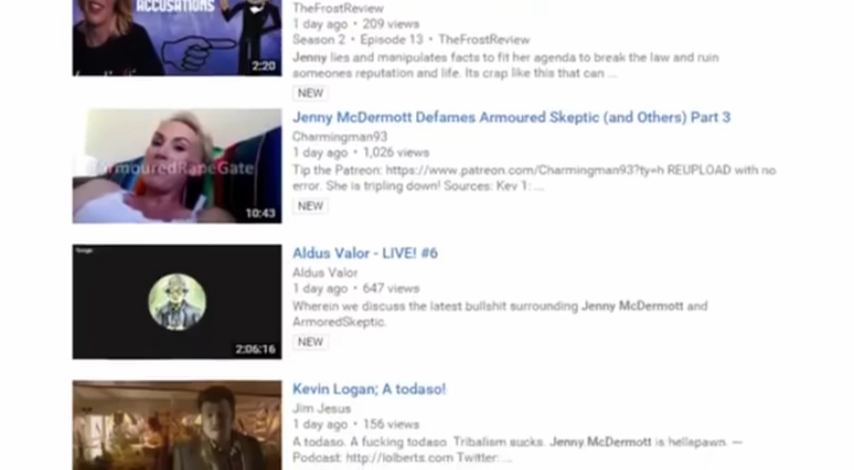 ACCUSATIONS
2:20
TheFrostReview
1 day ago • 209 views
Season 2 • Episode 13 • TheFrostReview
Jenny lies and manipulates facts to fit her agenda to break the law and ruin
someones reputation and life. Its crap like this that can ...
NEW
mouredRapeGate
10:43
Jenny McDermott Defames Armoured Skeptic (and Others) Part 3
Charmingman93
1 day ago • 1,026 views
Tip the Patreon: https://www.patreon.com/Charmingman93?ty=h REUPLOAD with no
error. She is tripling down! Sources: Kev 1: ...
NEW
2:06:16
Aldus Valor - LIVE! #6
Aldus Valor
1 day ago • 647 views
Wherein we discuss the latest bullshit surrounding Jenny McDermott and
ArmoredSkeptic.
NEW
Kevin Logan; A todaso!
Jim Jesus
1 day ago • 156 views
A todaso. A fucking todaso. Tribalism sucks. Jenny McDermott is hellspawn. —
Podcast: http://lolberts.com Twitter: ...